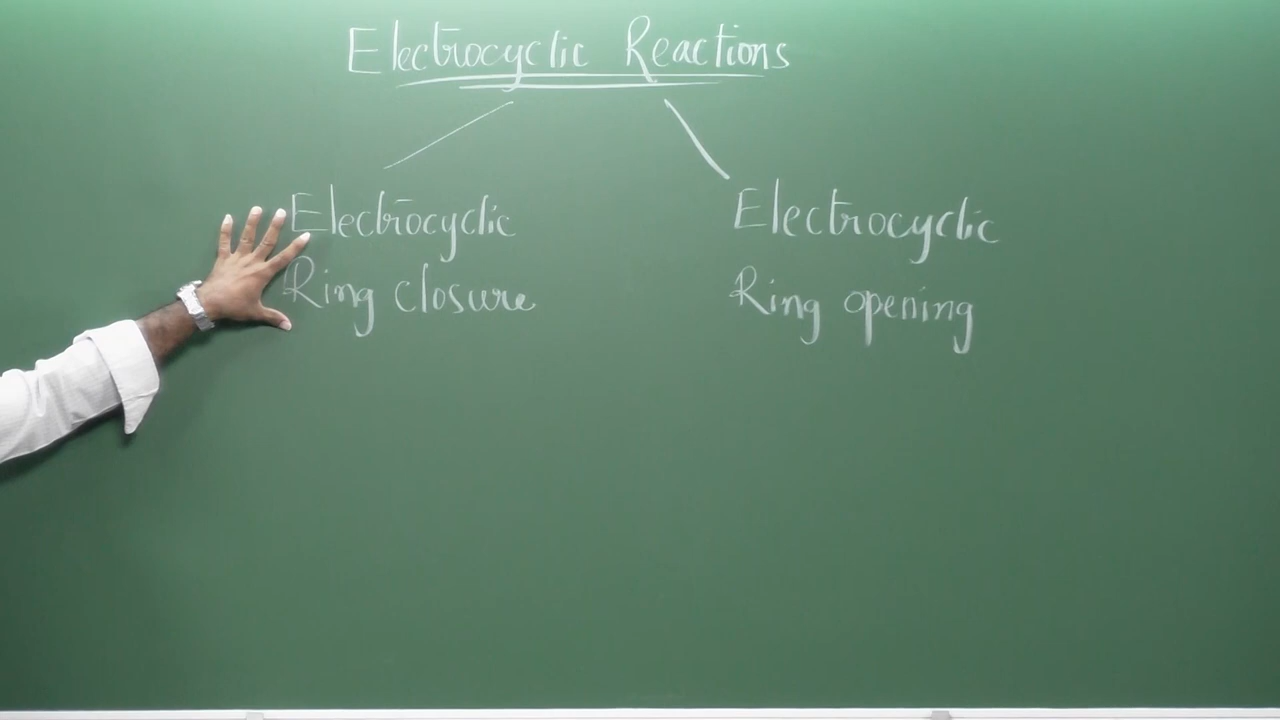 Electrocyclic Reactions
Electrocyclic
Ring closure
Electrocyclic
Ring opening